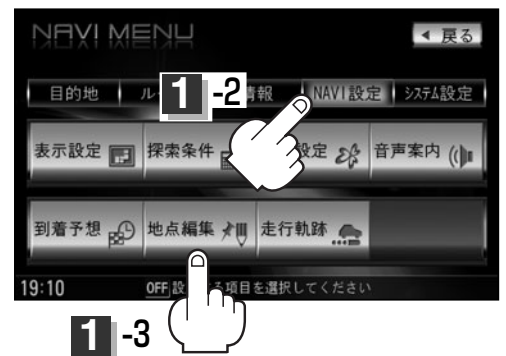 NAVI MENU
戻る
目的地 ル 情報 NAVI設定 システム設定
1 -2
表示設定 探索条件 設定 音声案内
到着予想 地点編集 走行軌跡
19:10 OFF 設 る項目を選択してください
1 -3